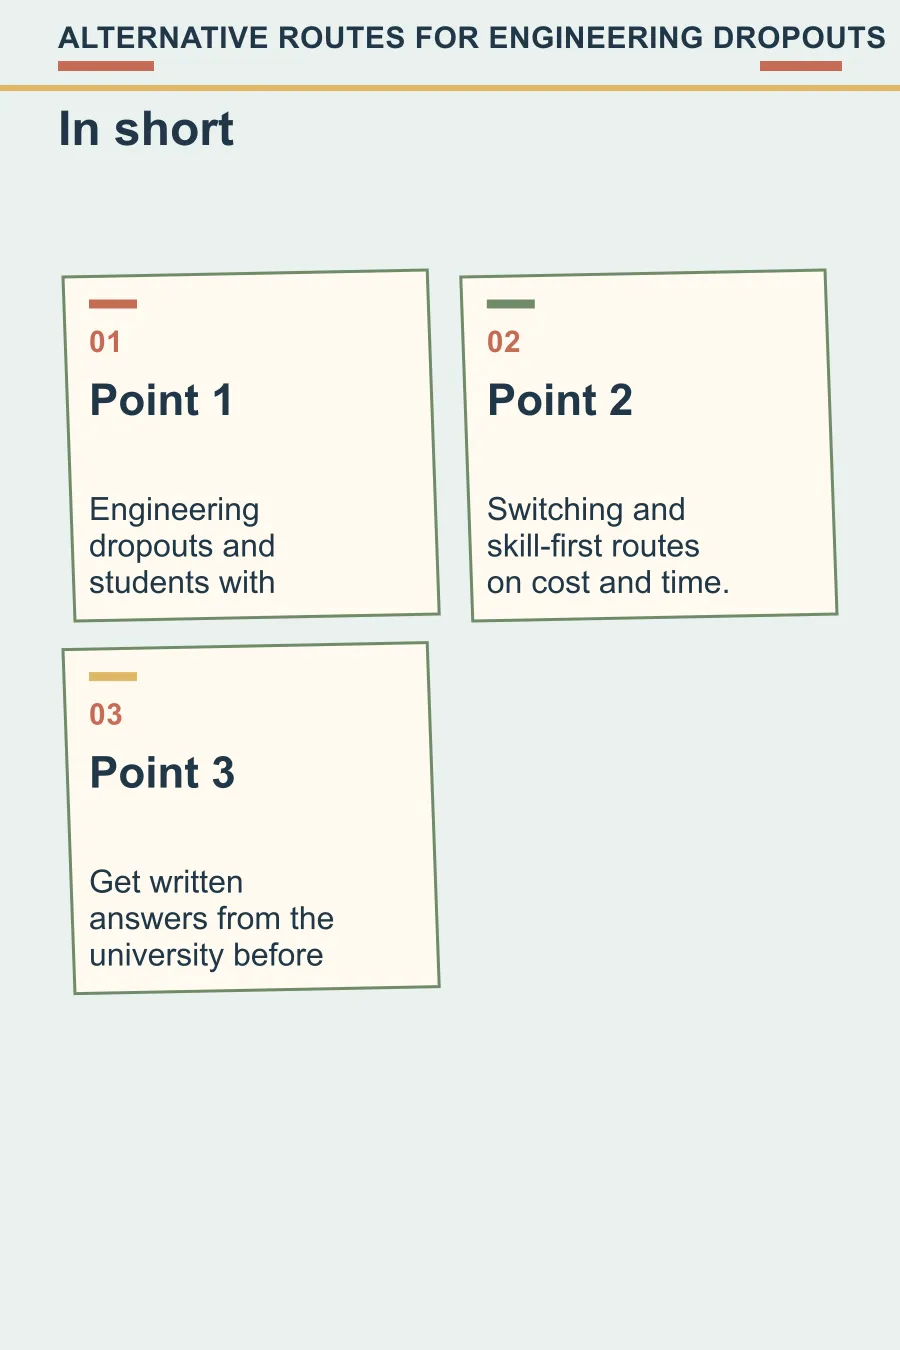 ALTERNATIVE ROUTES FOR ENGINEERING DROPOUTS
In short
01
Point 1
Engineering
dropouts and
students with
02
Point 2
Switching and
skill-first routes
on cost and time.
03
Point 3
Get written
answers from the
university before